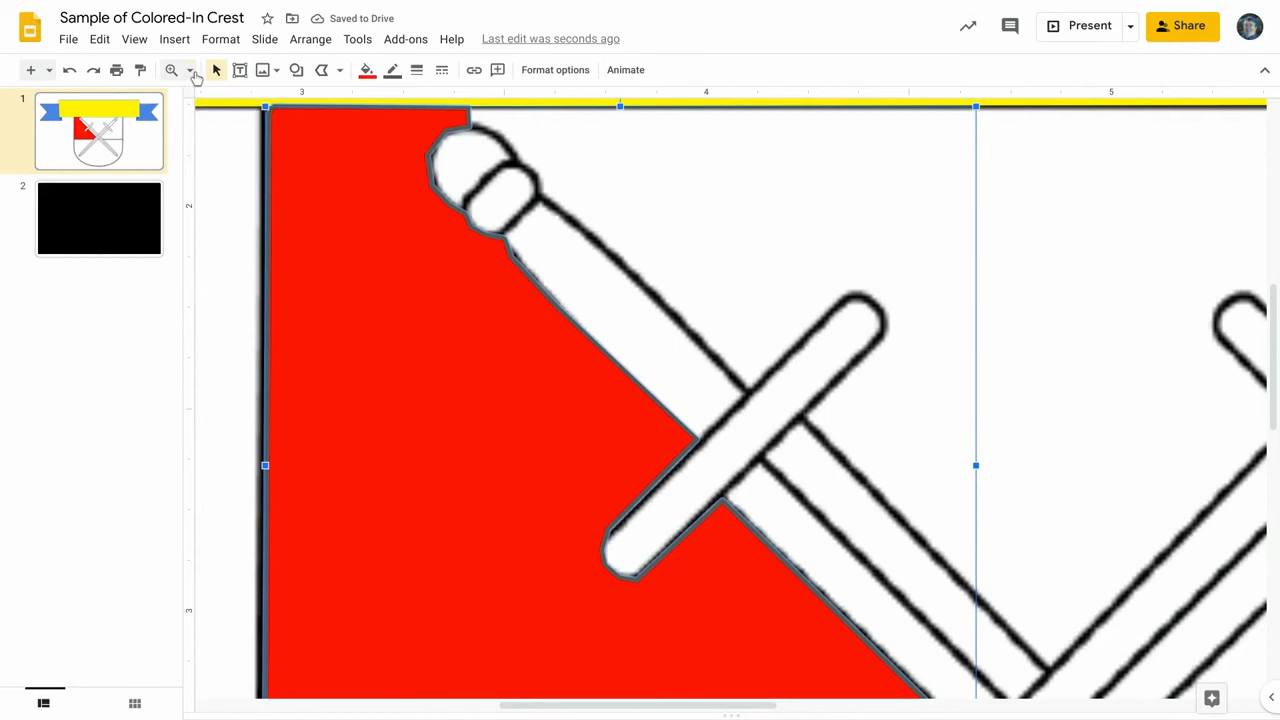 Sample of Colored-In Crest
Saved to Drive
File Edit View Insert Format Slide Arrange Tools Add-ons Help Last edit was seconds ago
Present
Share
Format options
Animate
3 4 5
1
2
2
3